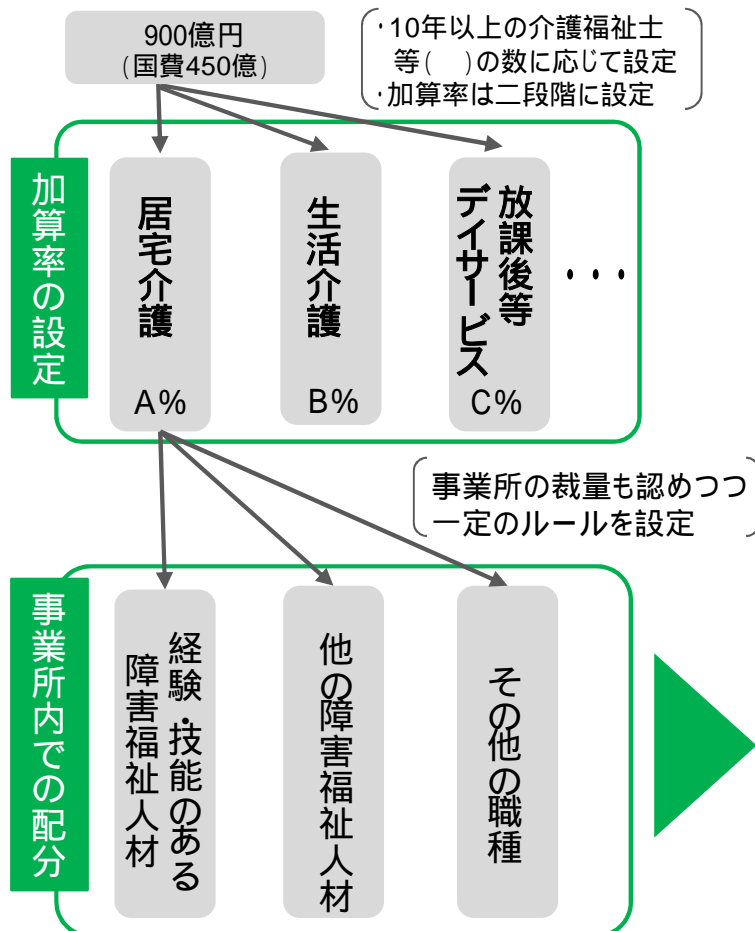 900億円
(国費450億)
・10年以上の介護福祉士
等(　)の数に応じて設定
・加算率は二段階に設定
加算率の設定
居宅介護
A%
生活介護
B%
放課後等
デイサービス
C%
・・・
事業所の裁量も認めつつ
一定のルールを設定
事業所内での配分
経験・技能のある
障害福祉人材
他の障害福祉人材
その他の職種